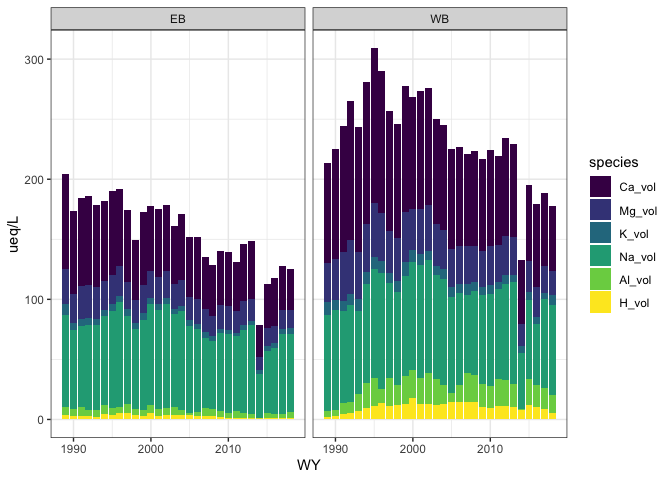 EB WB
300
200
100
0
ueq/L
1990 2000 2010 1990 2000 2010
WY
species
Ca_vol
Mg_vol
K_vol
Na_vol
Al_vol
H_vol